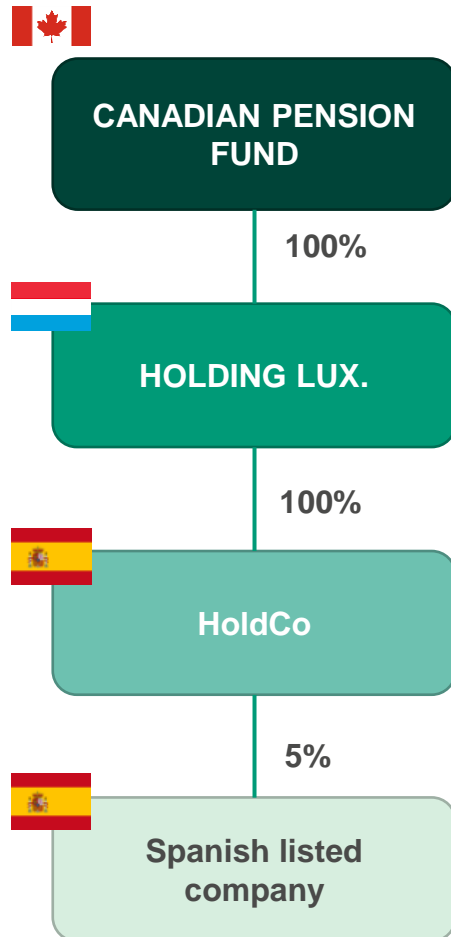 CANADIAN PENSION
FUND
100%
HOLDING LUX.
100%
HoldCo
5%
Spanish listed
company